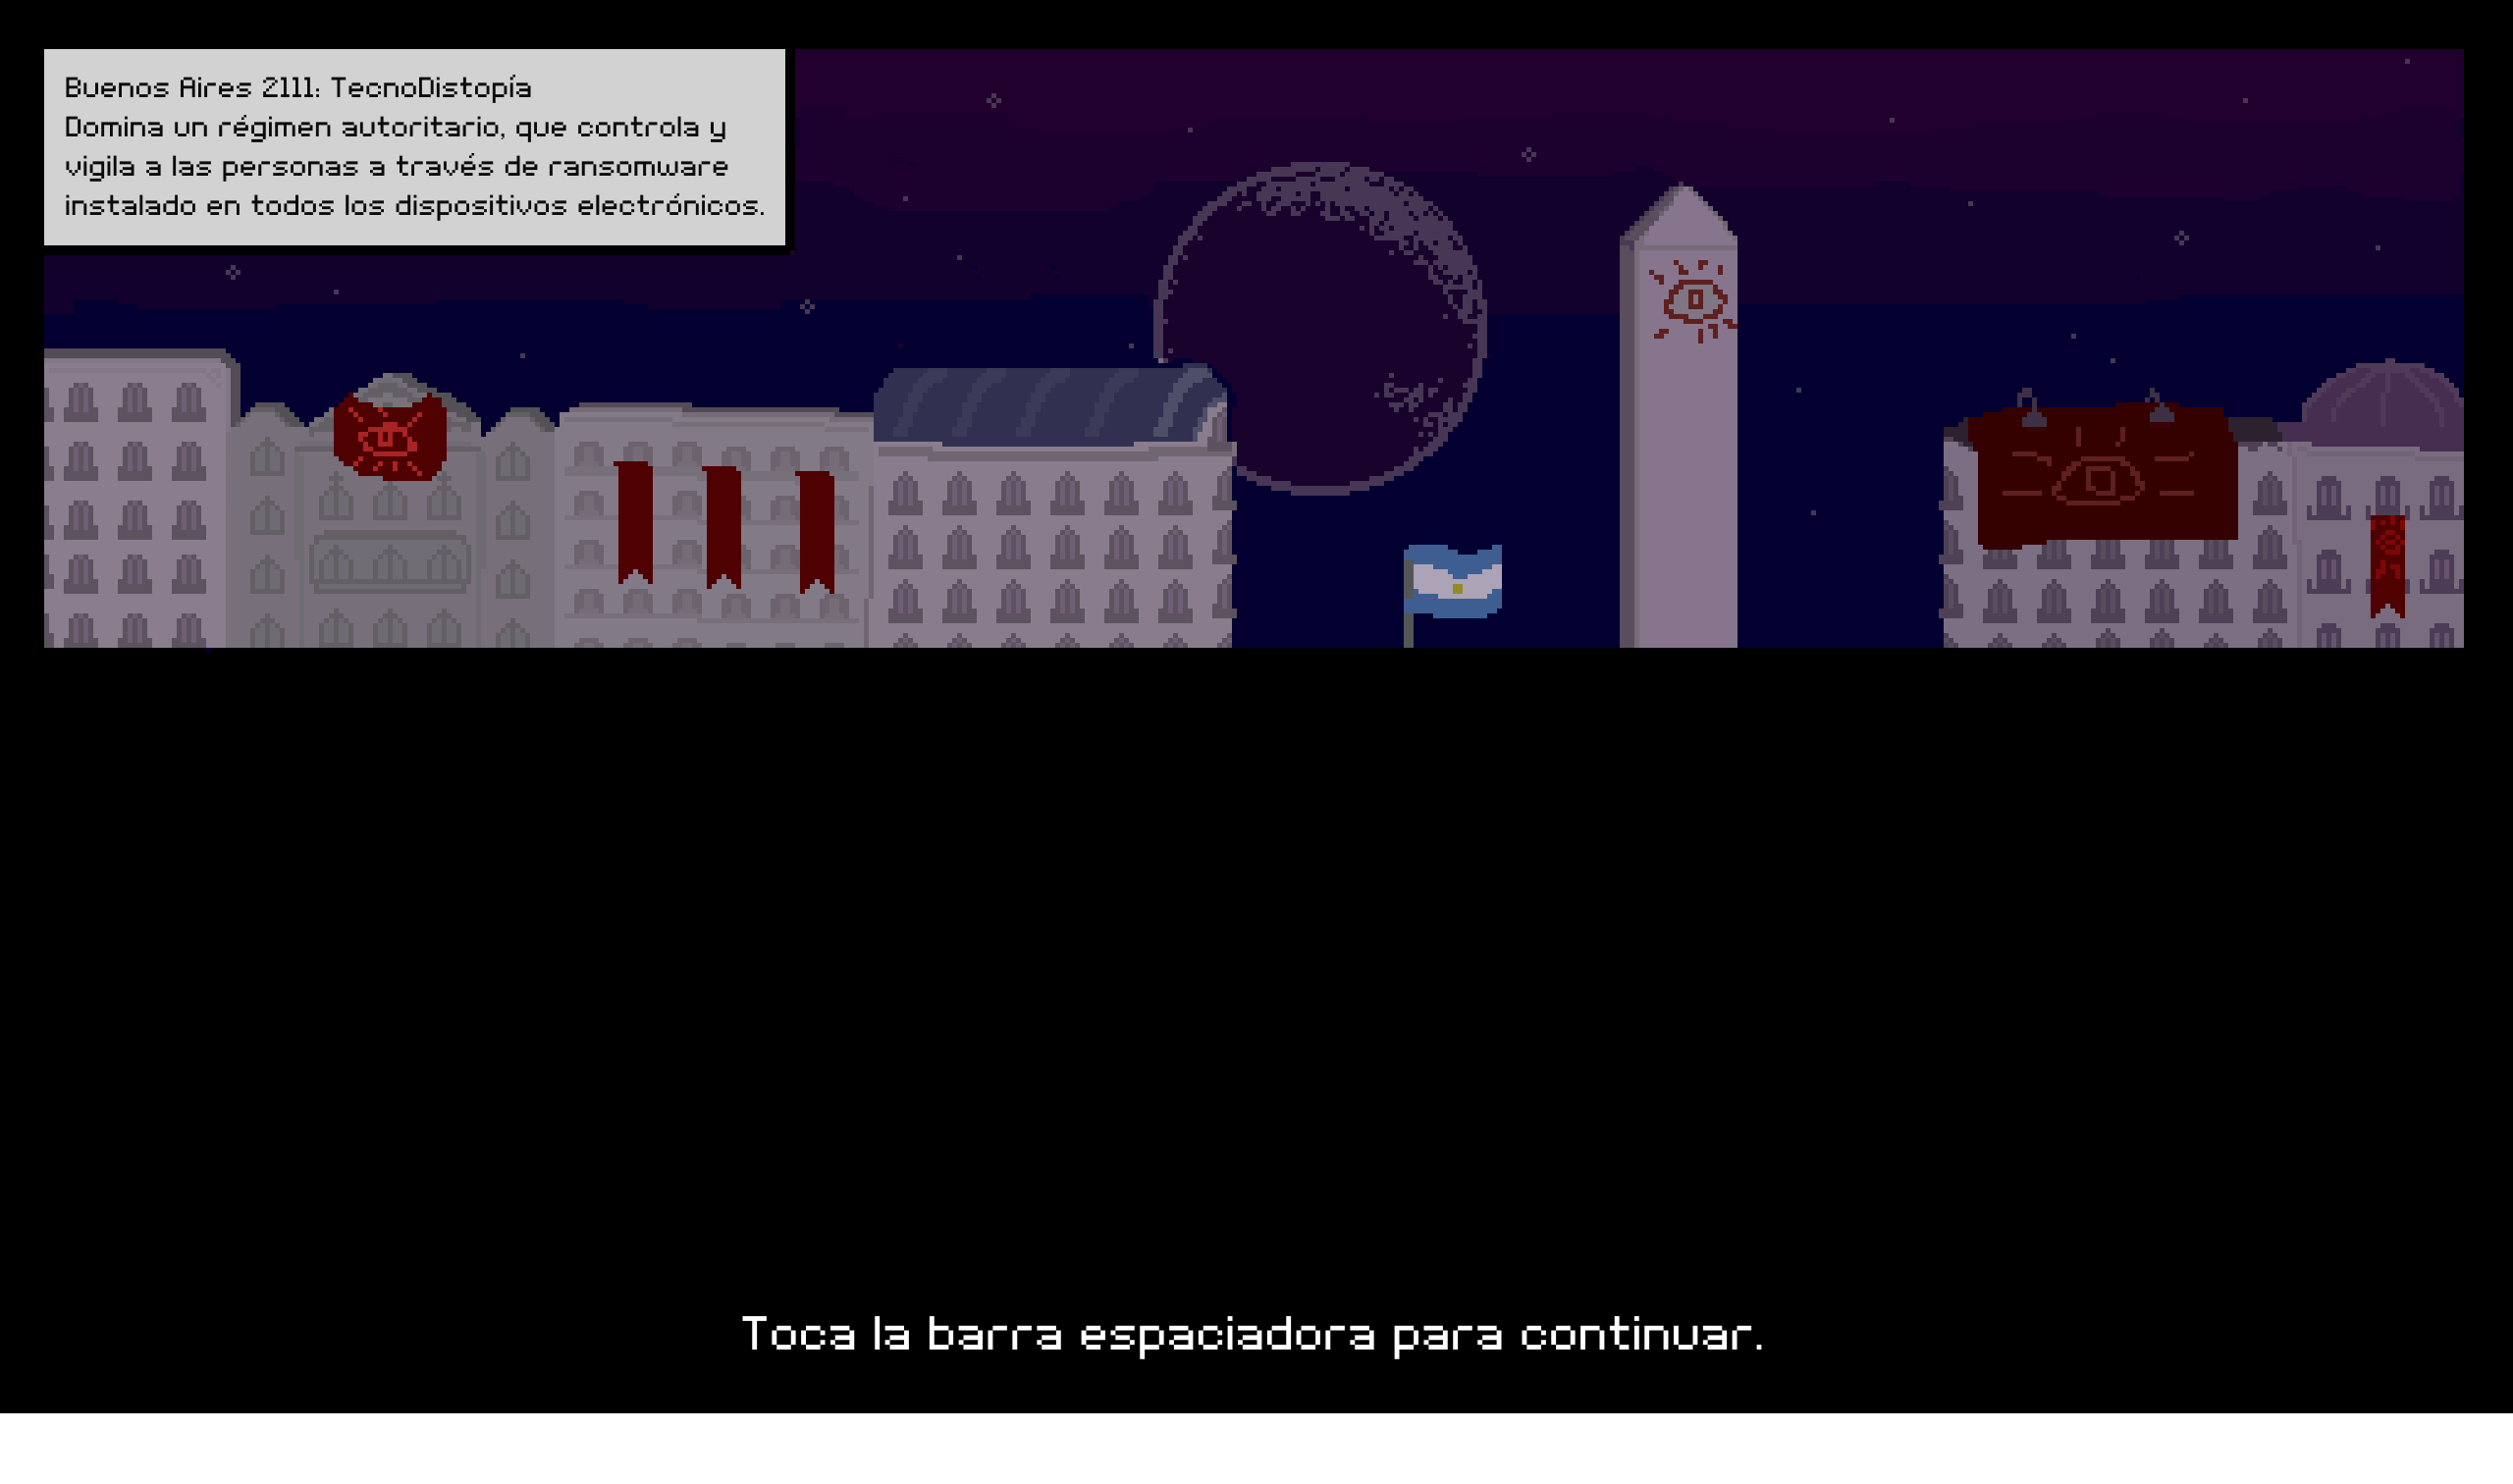 Buenos Aires 2111: TecnoDistopía
Domina un régimen autoritario, que controla y
vigila a las personas a través de ransomware
instalado en todos los dispositivos electrónicos.
Toca la barra espaciadora para continuar.